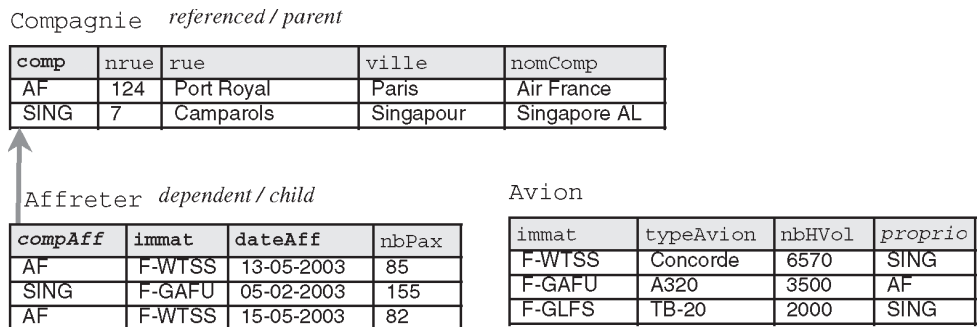 Compagnie referenced / parent
comp nrue rue ville nomComp
AF 124 Port Royal Paris Air France
SING 7 Camparols Singapour Singapore AL
Affreter dependent / child
compAff immat dateAff nbPax
AF F-WTSS 13-05-2003 85
SING F-GAFU 05-02-2003 155
AF F-WTSS 15-05-2003 82
Avion
immat typeAvion nbHVol proprio
F-WTSS Concorde 6570 SING
F-GAFU A320 3500 AF
F-GLFS TB-20 2000 SING